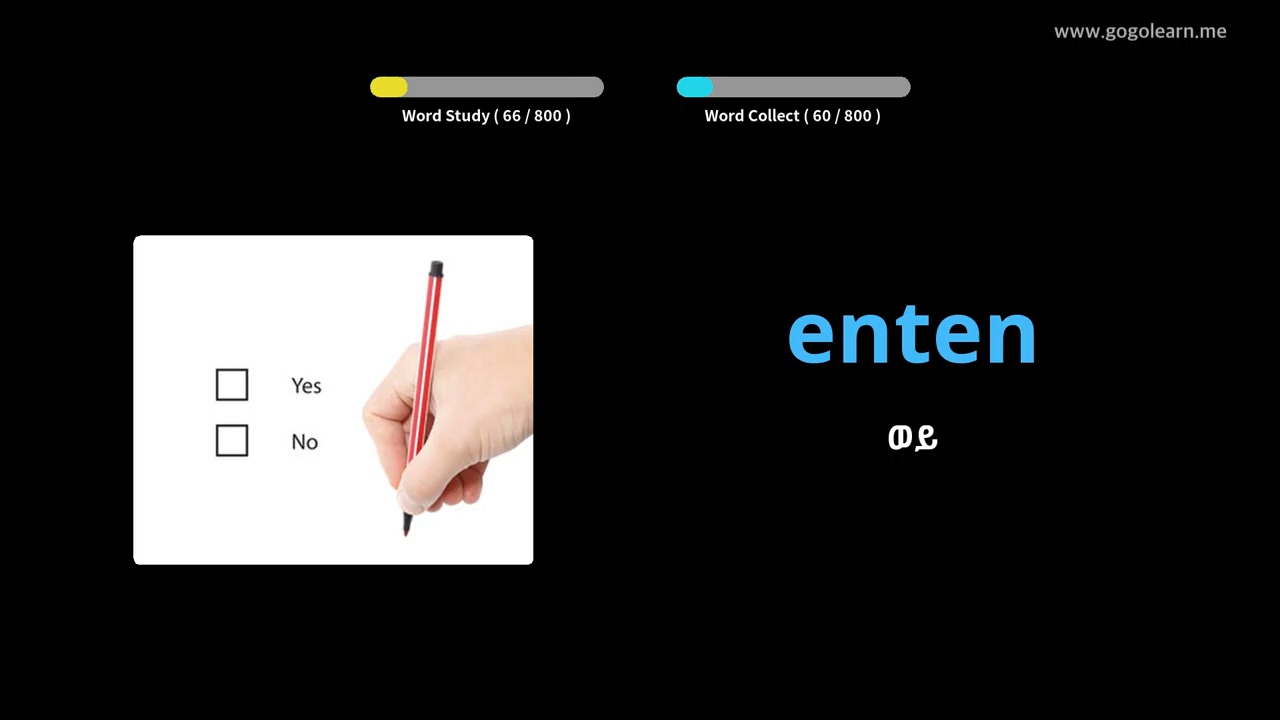 www.gogolearn.me
Word Study ( 66 / 800 )
Word Collect ( 60 / 800 )
Yes
No
enten
ወይ